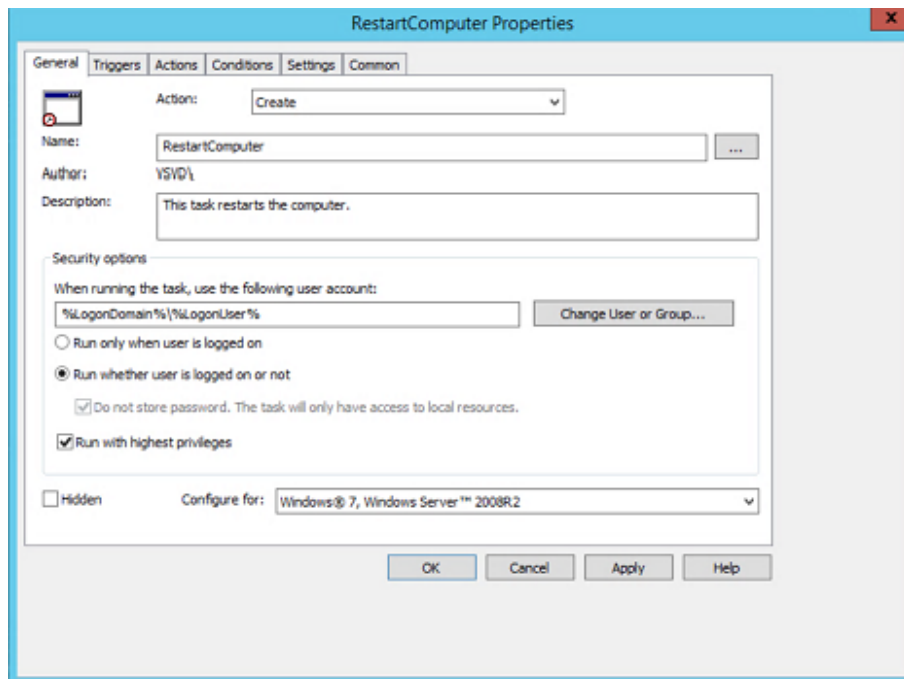 RestartComputer Properties
x
General Triggers Actions Conditions Settings Common
Action: Create
Name: RestartComputer ...
Author: YSVD\
Description: This task restarts the computer.
Security options
When running the task, use the following user account:
%LogonDomain%\%LogonUser% Change User or Group...
Run only when user is logged on
Run whether user is logged on or not
Do not store password. The task will only have access to local resources.
Run with highest privileges
Hidden Configure for: Windows® 7, Windows Server™ 2008R2
OK Cancel Apply Help